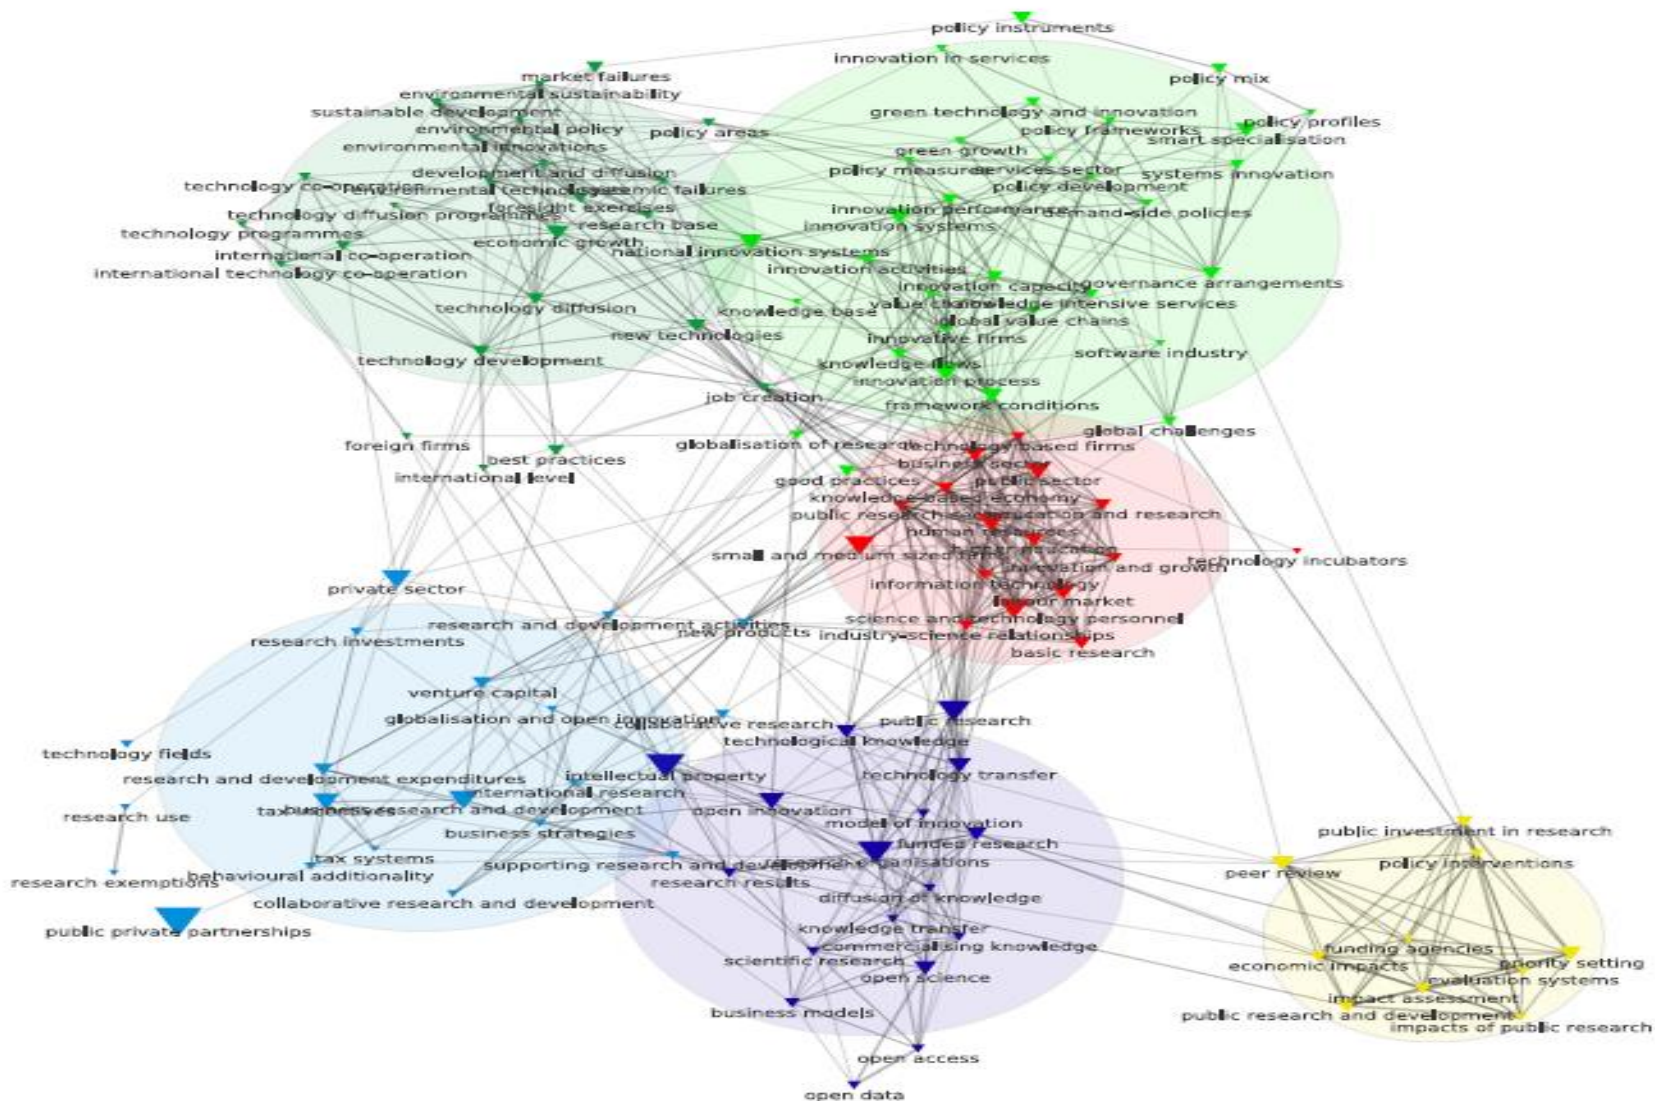 policy instruments
innovation in services
market failures
policy mix
environmental sustainability
sustainable development
green technology and innovation
policy profiles
environmental policy
policy areas
policy frameworks
smart specialisation
environmental innovations
green growth
development and diffusion
policy measures
services sector
systems innovation
technology co-operation
environmental technologies
systemic failures
policy development
foresight exercises
innovation performance
demand-side policies
technology diffusion programmes
research base
innovation systems
technology programmes
economic growth
national innovation systems
international co-operation
innovation activities
international technology co-operation
innovation capacity
governance arrangements
technology diffusion
knowledge base
value chains
knowledge intensive services
global value chains
new technologies
innovative firms
software industry
technology development
knowledge flows
innovation process
job creation
framework conditions
global challenges
foreign firms
globalisation of research
technology based firms
best practices
business sector
international level
good practices
public sector
knowledge-based economy
public research sector
education and research
human resources
small and medium sized firms
higher education
technology incubators
innovation and growth
private sector
information technology
labour market
science and technology personnel
research and development activities
new products
industry-science relationships
research investments
basic research
venture capital
globalisation and open innovation
collaborative research
public research
technological knowledge
technology fields
research and development expenditures
intellectual property
technology transfer
international research
tax incentives
business research and development
open innovation
research use
model of innovation
business strategies
funded research
public investment in research
tax systems
supporting research and development
research organisations
policy interventions
peer review
behavioural additionality
research exemptions
research results
collaborative research and development
diffusion of knowledge
public private partnerships
knowledge transfer
commercialising knowledge
funding agencies
scientific research
economic impacts
priority setting
open science
evaluation systems
impact assessment
business models
public research and development
impacts of public research
open access
open data